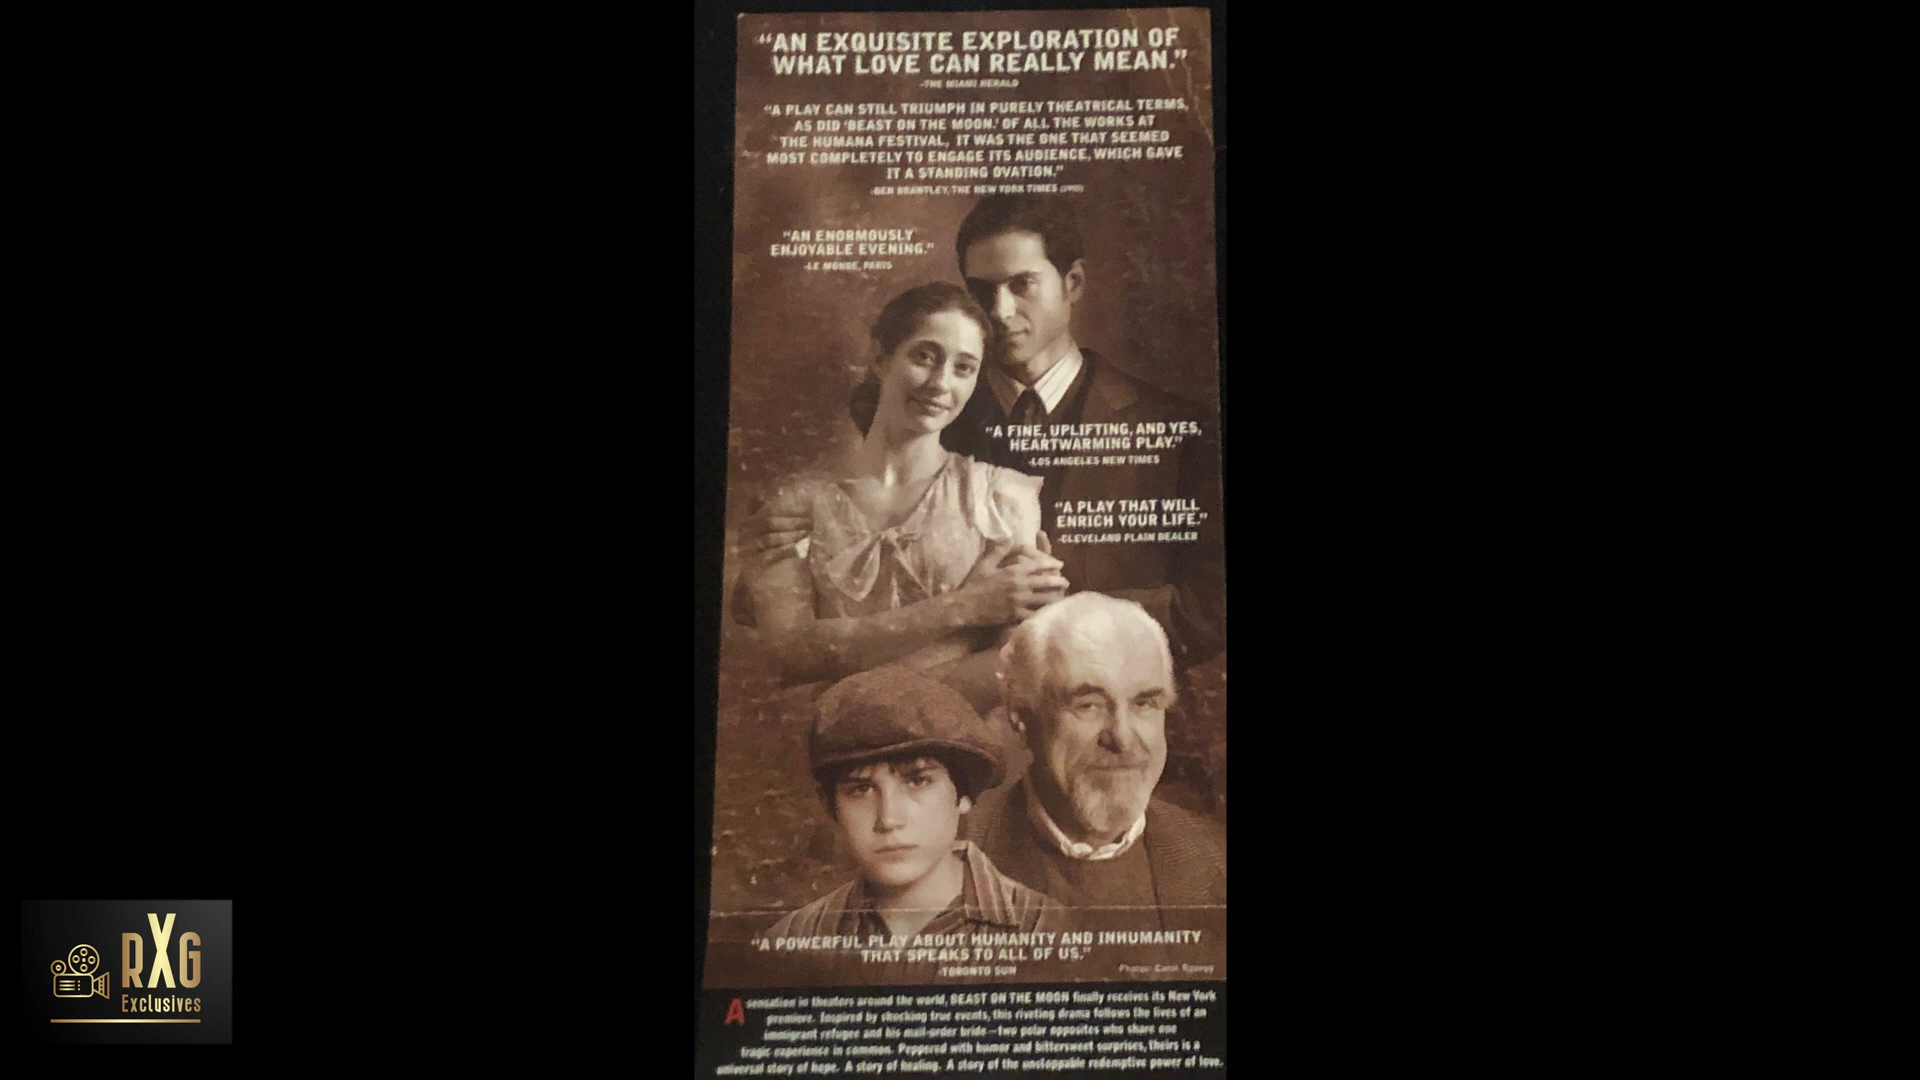 “AN EXQUISITE EXPLORATION OF
WHAT LOVE CAN REALLY MEAN.”
-THE MIAMI HERALD
“A PLAY CAN STILL TRIUMPH IN PURELY THEATRICAL TERMS,
AS DID ‘BEAST ON THE MOON.’ OF ALL THE WORKS AT
THE HUMANA FESTIVAL, IT WAS THE ONE THAT SEEMED
MOST COMPLETELY TO ENGAGE ITS AUDIENCE, WHICH GAVE
IT A STANDING OVATION.”
-BEN BRANTLEY, THE NEW YORK TIMES
“AN ENORMOUSLY
ENJOYABLE EVENING.”
-LE MONDE, PARIS
“A FINE, UPLIFTING, AND YES,
HEARTWARMING PLAY.”
-LOS ANGELES NEW TIMES
“A PLAY THAT WILL
ENRICH YOUR LIFE.”
-CLEVELAND PLAIN DEALER
“A POWERFUL PLAY ABOUT HUMANITY AND INHUMANITY
THAT SPEAKS TO ALL OF US.”
-TORONTO SUN
Photos: Carol
A sensation in theaters around the world, BEAST ON THE MOON finally receives its New York
premiere. Inspired by shocking true events, this riveting drama follows the lives of an
immigrant refugee and his mail-order bride—two polar opposites who share one
tragic experience in common. Peppered with humor and bittersweet surprises, theirs is a
universal story of hope. A story of healing. A story of the unstoppable redemptive power of love.
RXG
Exclusives